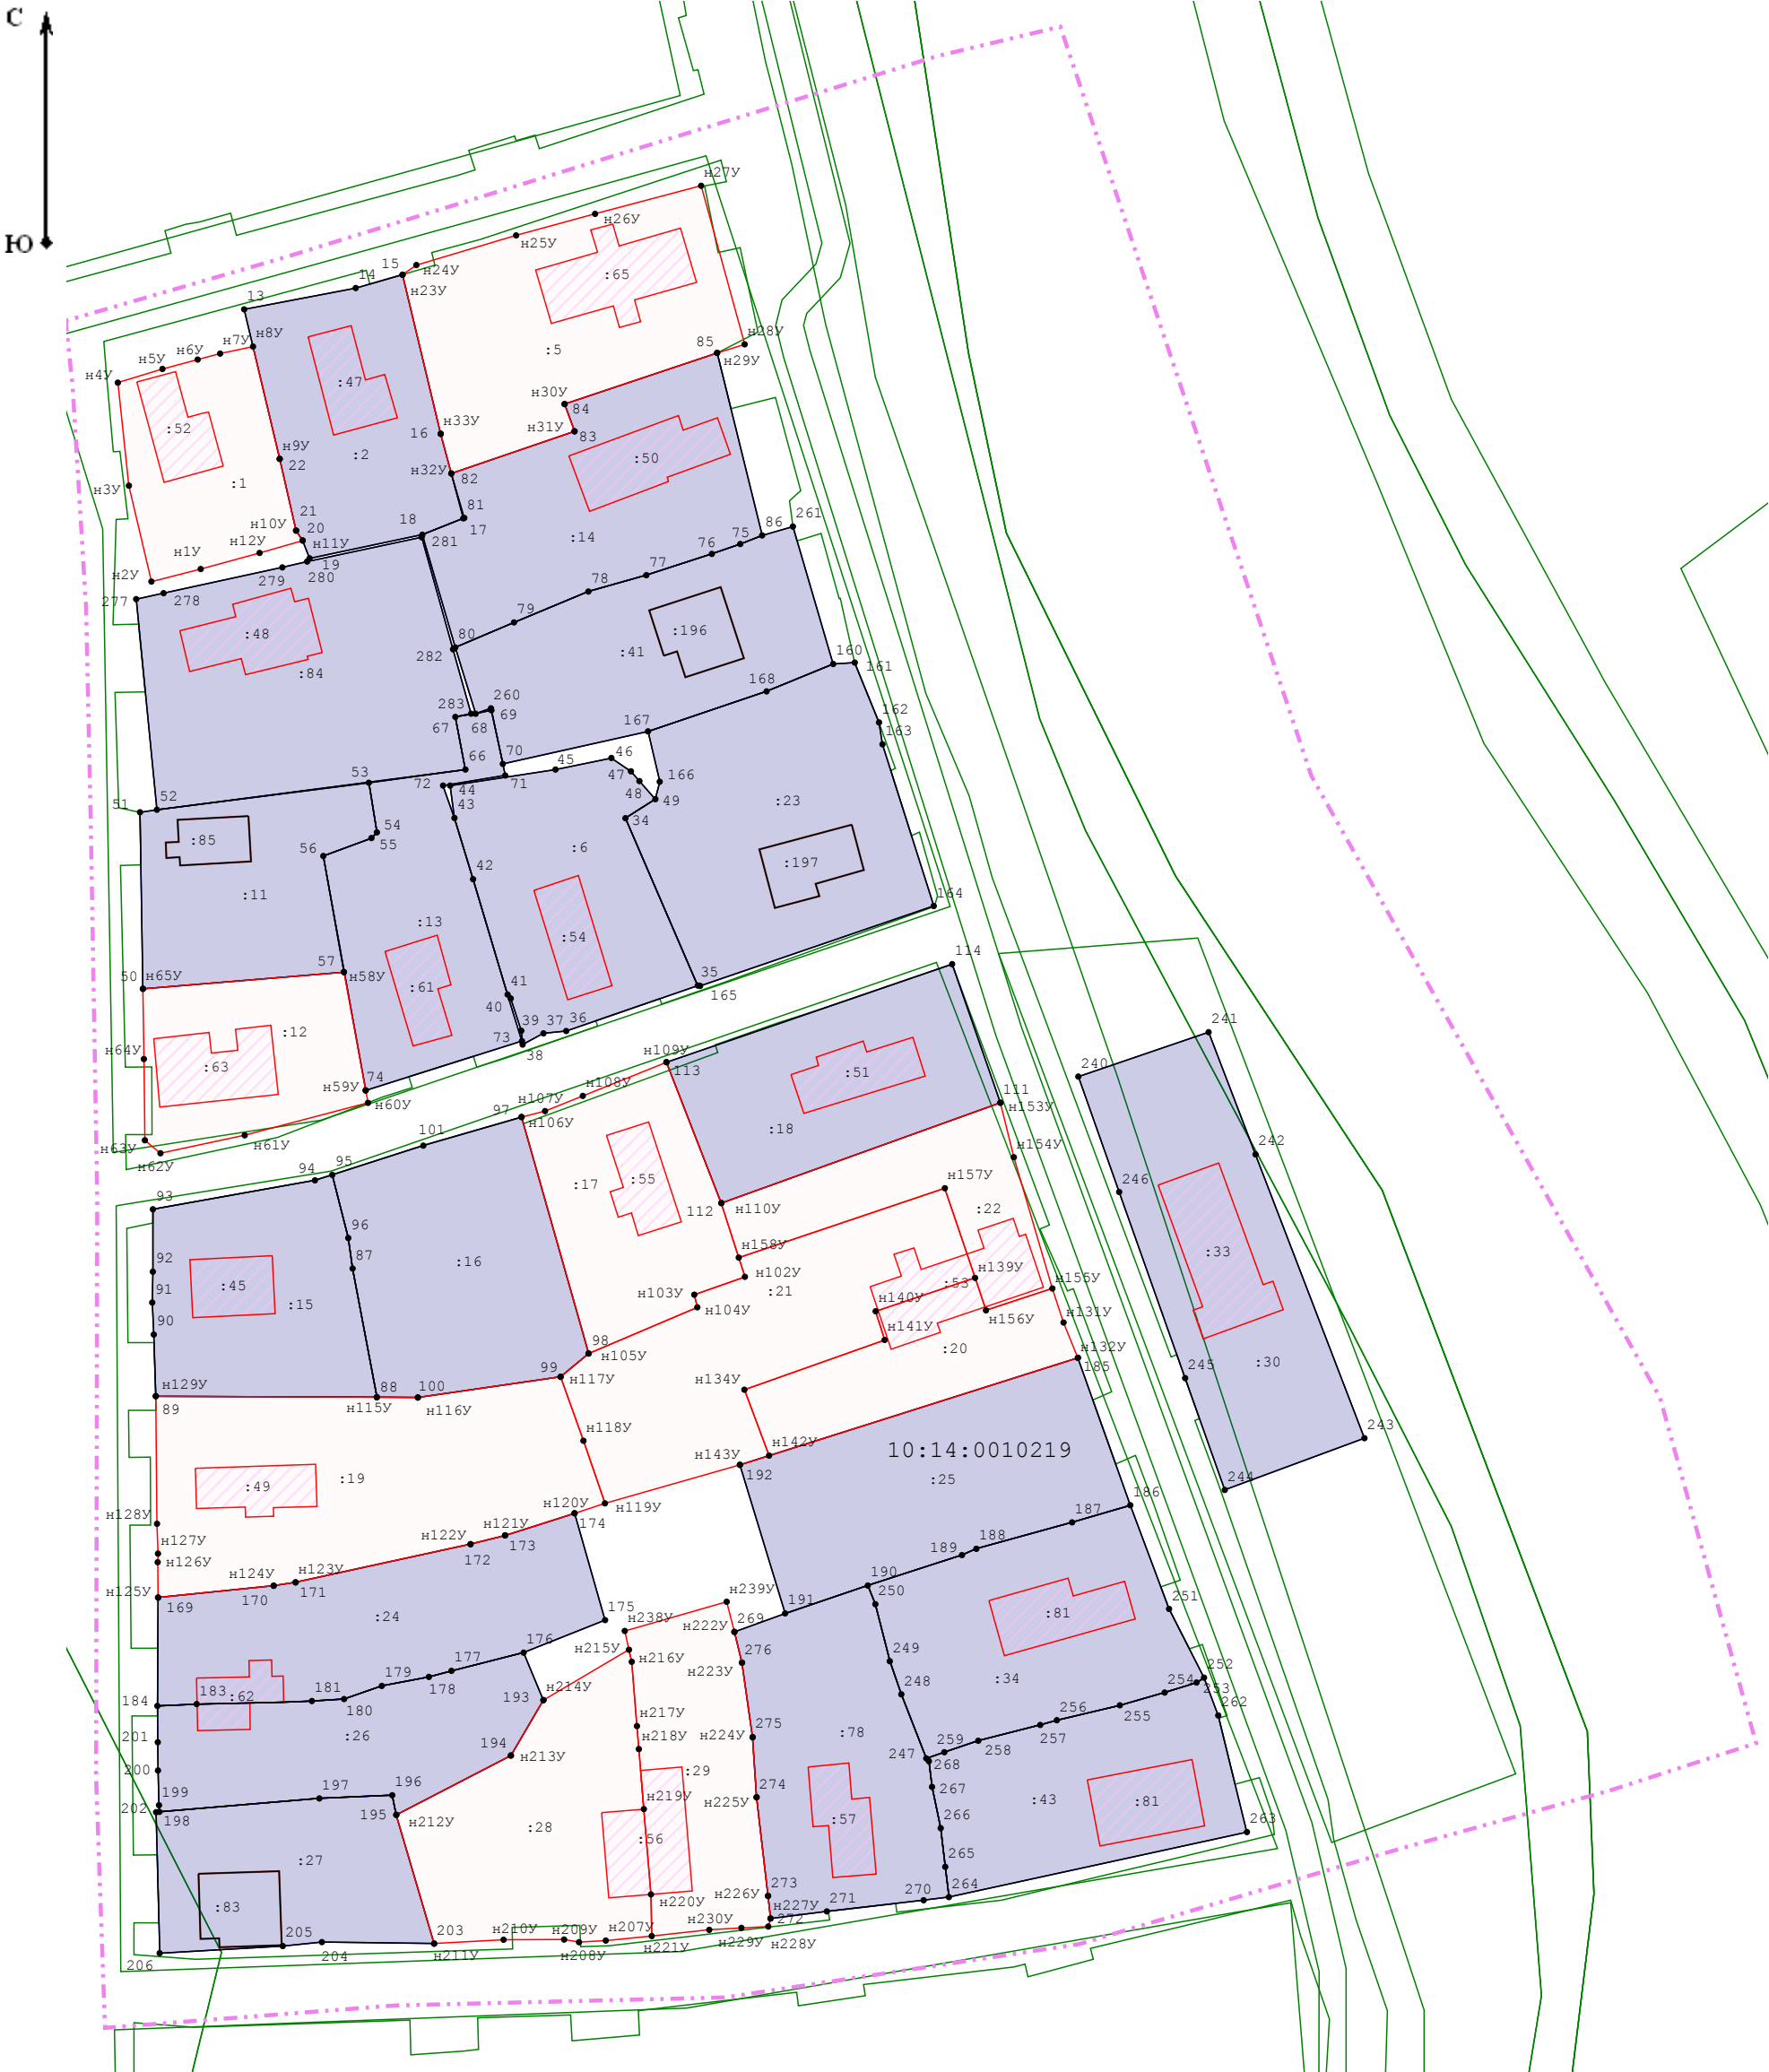 С
Ю
н27У
н26У
н25У
15
н24У
14
н23У
:65
13
н8У
н7У
н6У
н5У
н4У
85
н28У
н29У
:5
:47
н30У
84
:52
16
н33У
н31У
83
н9У
22
:2
н32У
82
:50
н3У
:1
21
81
н10У
20
18
17
261
281
86
75
:14
76
н12У
н11У
19
280
н1У
279
н2У
277
278
77
78
79
:48
80
:196
282
:41
:84
160
161
168
283
260
67
68
69
162
167
163
66
70
46
45
53
72
44
71
47
166
43
48
49
51
52
:23
34
54
55
:85
56
:6
:197
42
:11
164
:13
50
н65У
57
н58У
:54
114
41
35
165
:61
40
:12
39
37
36
73
38
241
н64У
н109У
113
:63
240
:51
н59У
74
н60У
н108У
111
н107У
н153У
97
н106У
:18
н63У
н61У
101
н62У
н154У
242
94
95
н157У
:55
:17
246
93
112
н110У
:22
96
н158У
87
:16
92
:33
н102У
н139У
:53
91
:45
н103У
:21
н155У
:15
н104У
н140У
н156У
н131У
90
н141У
98
н132У
н105У
:20
185
99
:30
245
н129У
н117У
88
100
н134У
89
н115У
н116У
н118У
243
н142У
10:14:0010219
н143У
192
:19
:25
:49
244
н120У
н119У
186
174
н128У
н121У
187
н122У
173
н127У
172
188
н126У
189
н123У
н124У
н125У
171
190
170
н239У
250
169
251
:24
175
191
:81
н238У
269
н222У
276
176
н215У
249
177
н216У
н223У
252
179
178
248
:34
254
253
184
183
:62
181
193
н214У
262
180
256
н217У
255
201
:26
275
:78
257
н224У
194
н218У
259
258
н213У
247
200
:29
268
196
274
267
199
197
:43
:81
202
н219У
н225У
198
195
н212У
:57
266
:28
:56
:27
263
265
273
:83
н226У
264
н220У
270
н227У
271
205
203
н210У
н209У
н207У
н230У
272
204
н211У
н208У
н221У
н229У
н228У
206